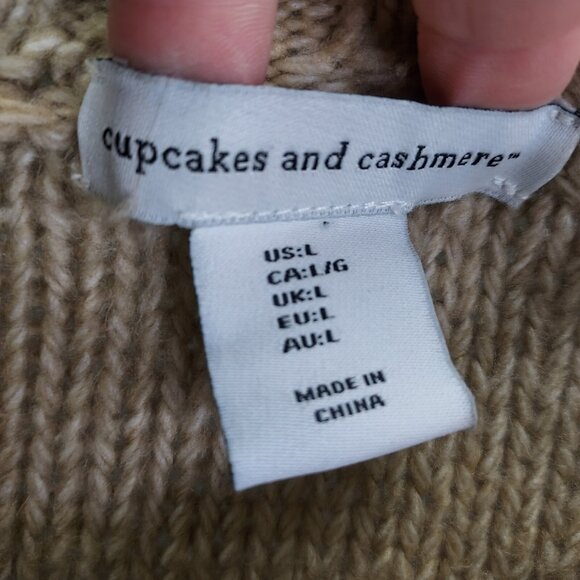 cupcakes and cashmere™
US:L
CA:L/G
UK:L
EU:L
AU:L
MADE IN
CHINA